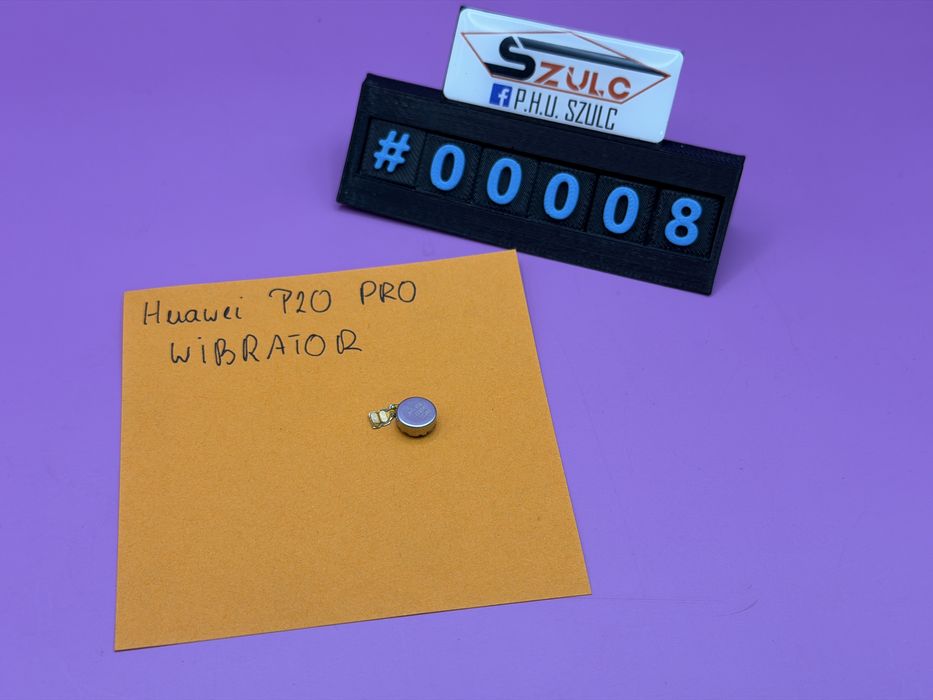 SZULC
f P.H.U. SZULC
#00008
Huawei P20 PRO
WiBRATOR